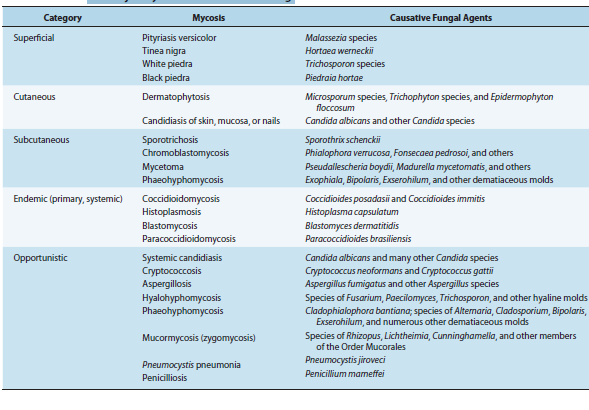 Category Mycosis Causative Fungal Agents
Superficial Pityriasis versicolor Malassezia species
Tinea nigra Hortaea werneckii
White piedra Trichosporon species
Black piedra Piedraia hortae
Cutaneous Dermatophytosis Microsporum species, Trichophyton species, and Epidermophyton
floccosum
Candidiasis of skin, mucosa, or nails Candida albicans and other Candida species
Subcutaneous Sporotrichosis Sporothrix schenckii
Chromoblastomycosis Phialophora verrucosa, Fonsecaea pedrosoi, and others
Mycetoma Pseudallescheria boydii, Madurella mycetomatis, and others
Phaeohyphomycosis Exophiala, Bipolaris, Exserohilum, and other dematiaceous molds
Endemic (primary, systemic) Coccidioidomycosis Coccidioides posadasii and Coccidioides immitis
Histoplasmosis Histoplasma capsulatum
Blastomycosis Blastomyces dermatitidis
Paracoccidioidomycosis Paracoccidioides brasiliensis
Opportunistic Systemic candidiasis Candida albicans and many other Candida species
Cryptococcosis Cryptococcus neoformans and Cryptococcus gattii
Aspergillosis Aspergillus fumigatus and other Aspergillus species
Hyalohyphomycosis Species of Fusarium, Paecilomyces, Trichosporon, and other hyaline molds
Phaeohyphomycosis Cladophialophora bantiana; species of Alternaria, Cladosporium, Bipolaris,
Exserohilum, and numerous other dematiaceous molds
Mucormycosis (zygomycosis) Species of Rhizopus, Lichtheimia, Cunninghamella, and other members
of the Order Mucorales
Pneumocystis pneumonia Pneumocystis jiroveci
Penicilliosis Penicillium marneffei